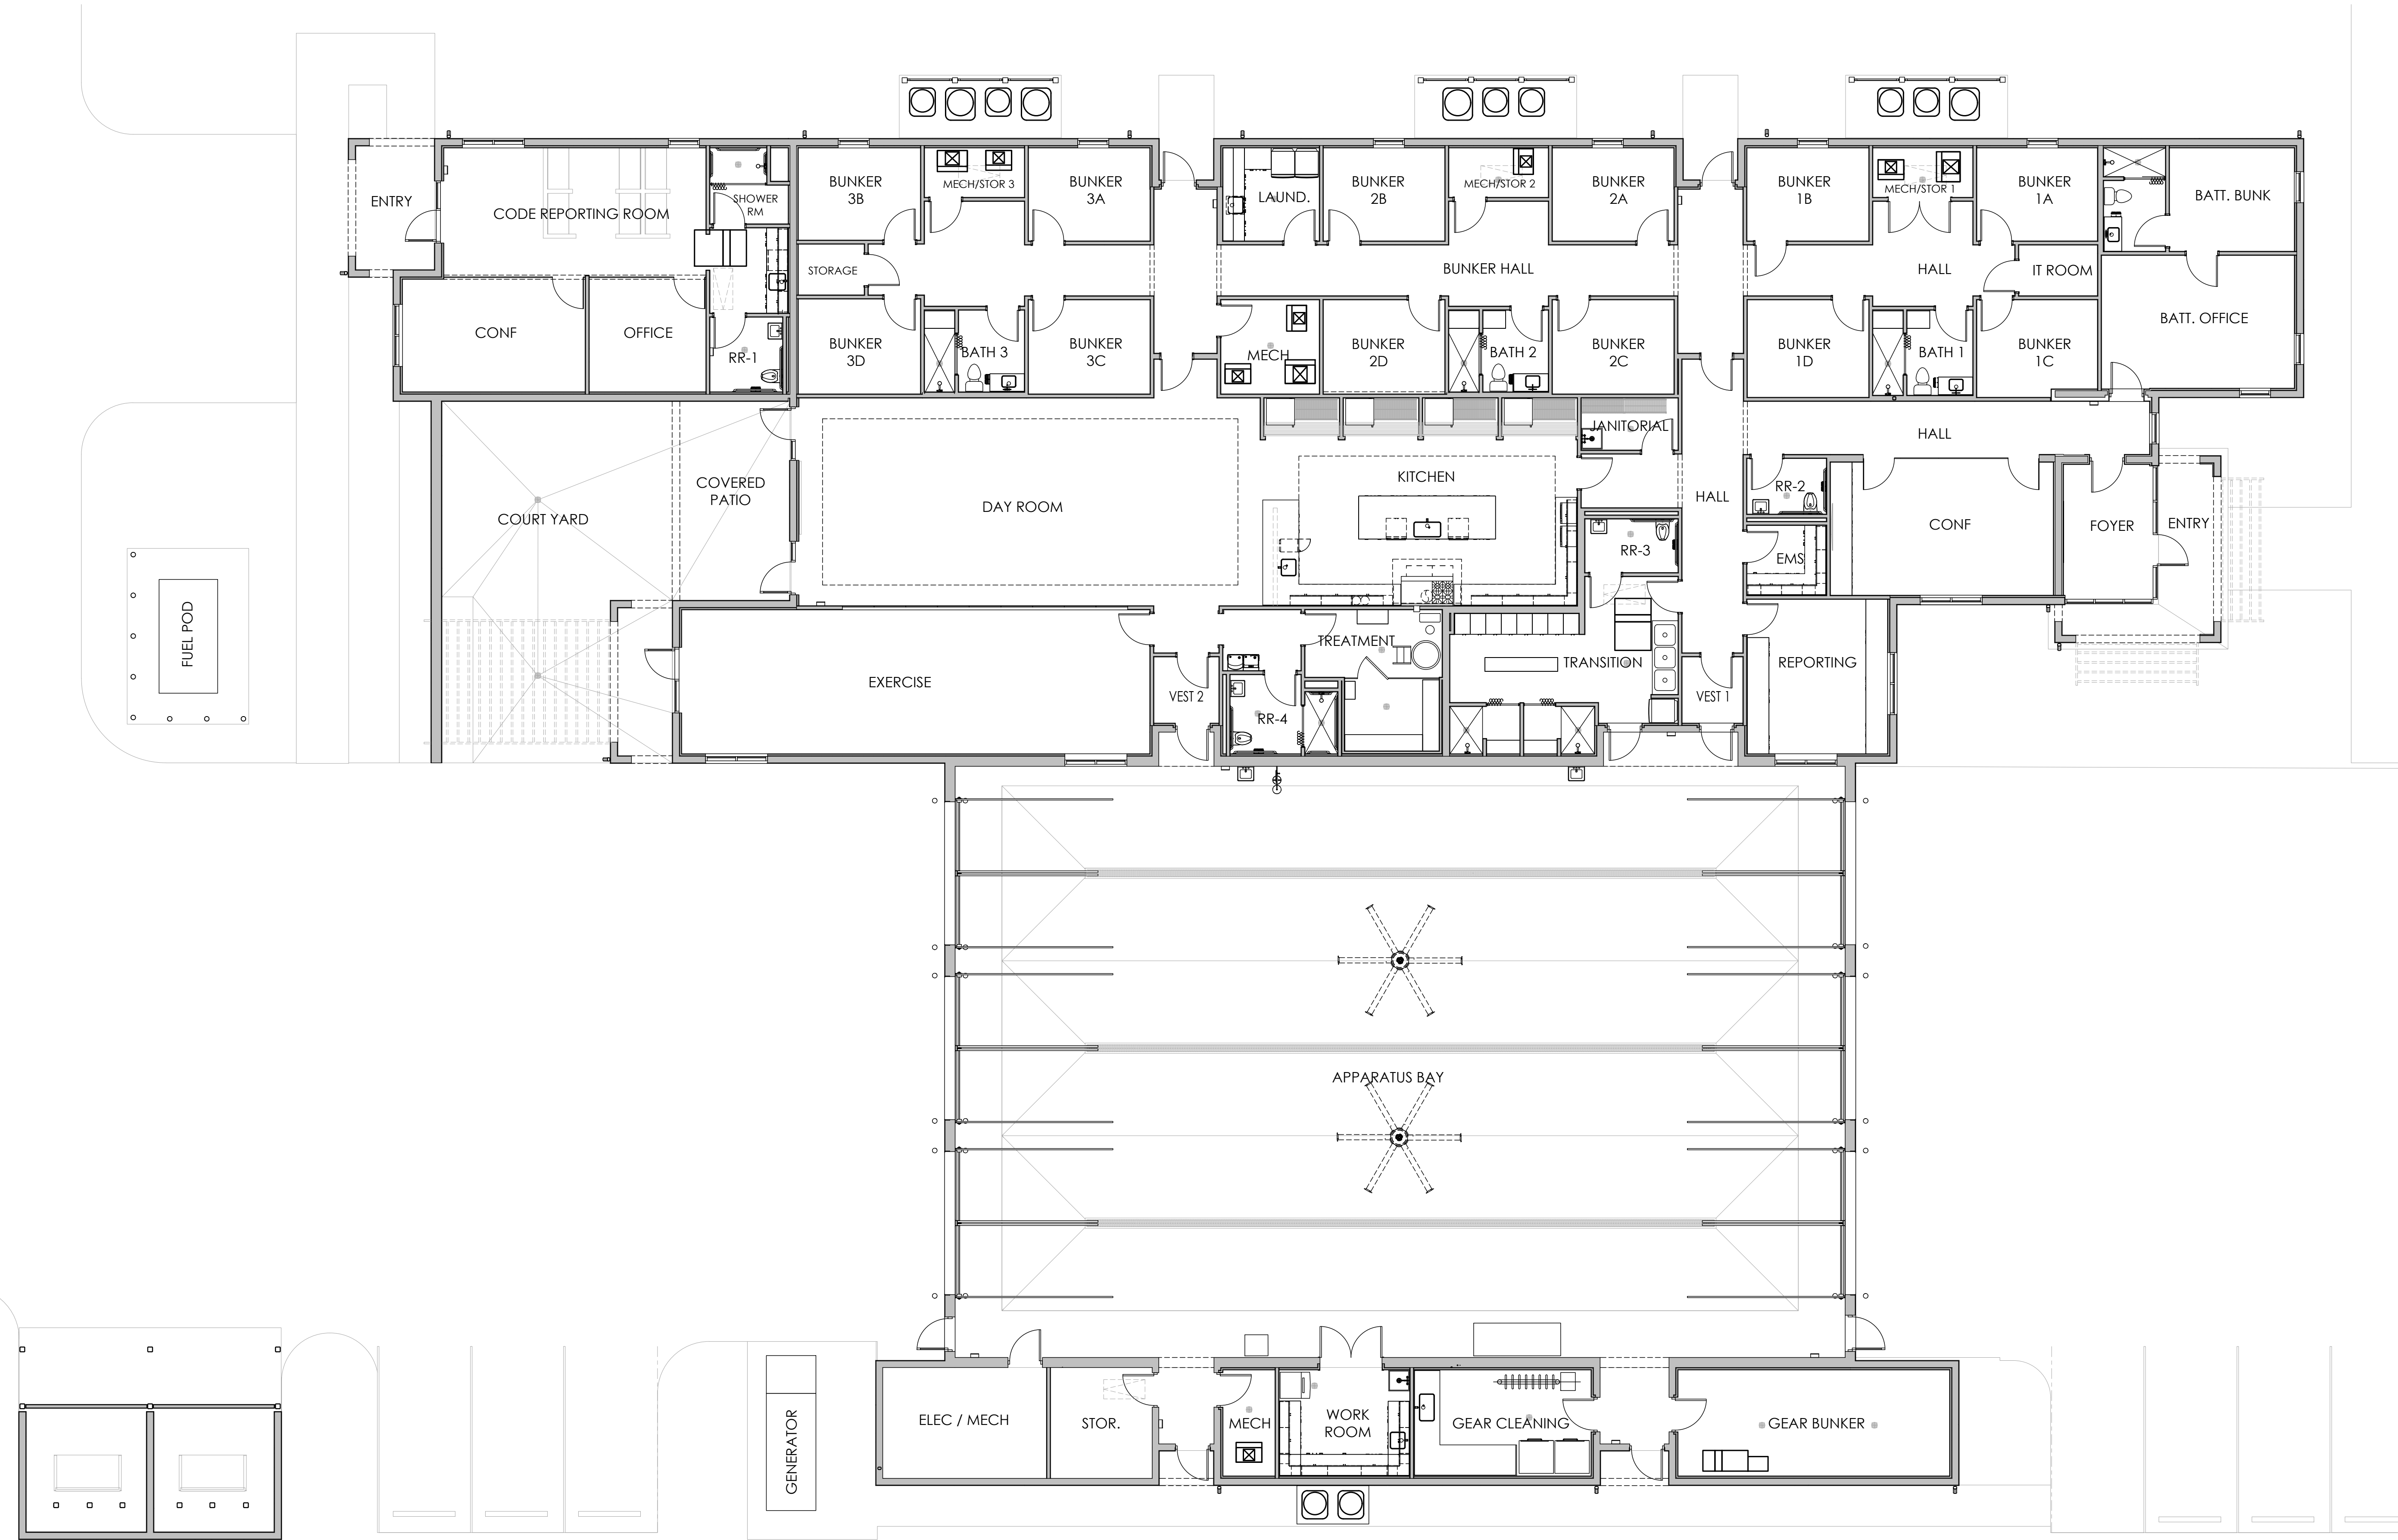 BUNKER
3B
MECH/STOR 3
BUNKER
3A
LAUND.
BUNKER
2B
MECH/STOR 2
BUNKER
2A
BUNKER
1B
MECH/STOR 1
BUNKER
1A
BATT. BUNK
ENTRY
CODE REPORTING ROOM
SHOWER
RM
STORAGE
BUNKER HALL
HALL
IT ROOM
CONF
OFFICE
RR-1
BUNKER
3D
BATH 3
BUNKER
3C
MECH
BUNKER
2D
BATH 2
BUNKER
2C
BUNKER
1D
BATH 1
BUNKER
1C
BATT. OFFICE
JANITORIAL
HALL
COURT YARD
COVERED
PATIO
DAY ROOM
KITCHEN
HALL
RR-2
CONF
FOYER
ENTRY
RR-3
EMS
FUEL POD
EXERCISE
VEST 2
TREATMENT
RR-4
TRANSITION
VEST 1
REPORTING
APPARATUS BAY
GENERATOR
ELEC / MECH
STOR.
MECH
WORK
ROOM
GEAR CLEANING
GEAR BUNKER